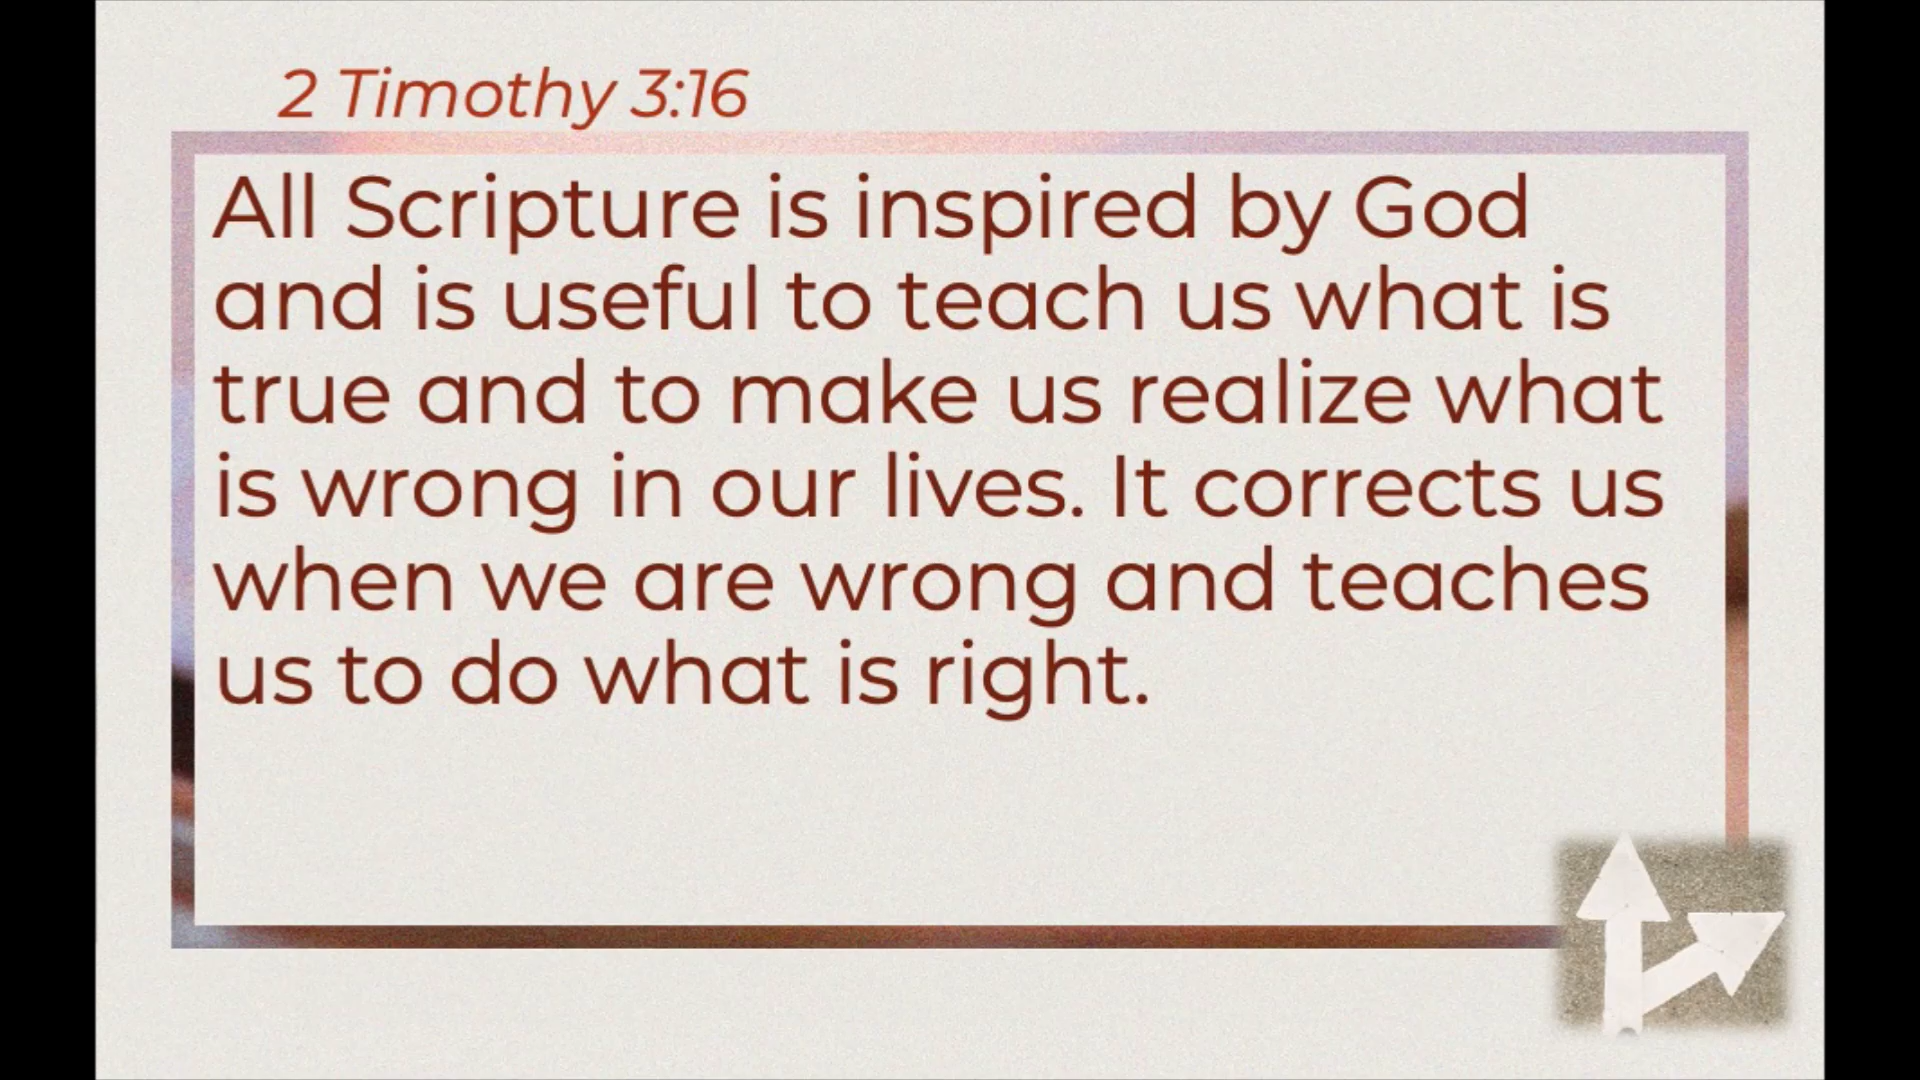 2 Timothy 3:16
All Scripture is inspired by God
and is useful to teach us what is
true and to make us realize what
is wrong in our lives. It corrects us
when we are wrong and teaches
us to do what is right.